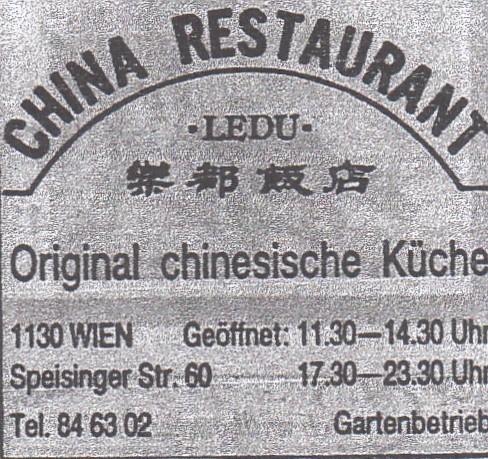 CHINA RESTAURANT
·LEDU·
樂都飯店
Original chinesische Küche
1130 WIEN Geöffnet: 11.30—14.30 Uhr
Speisinger Str. 60 17.30—23.30 Uhr
Tel. 84 63 02 Gartenbetrieb